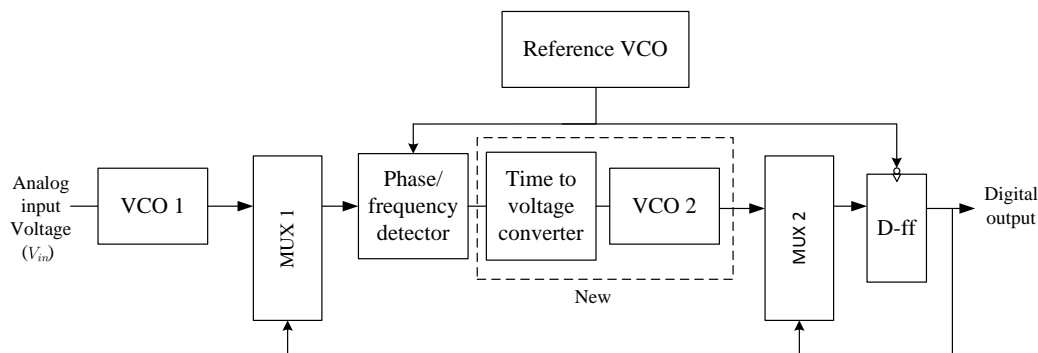 Reference VCO
Analog
input
Voltage
(V_in)
VCO 1
MUX 1
Phase/
frequency
detector
Time to
voltage
converter
VCO 2
New
MUX 2
D-ff
Digital
output